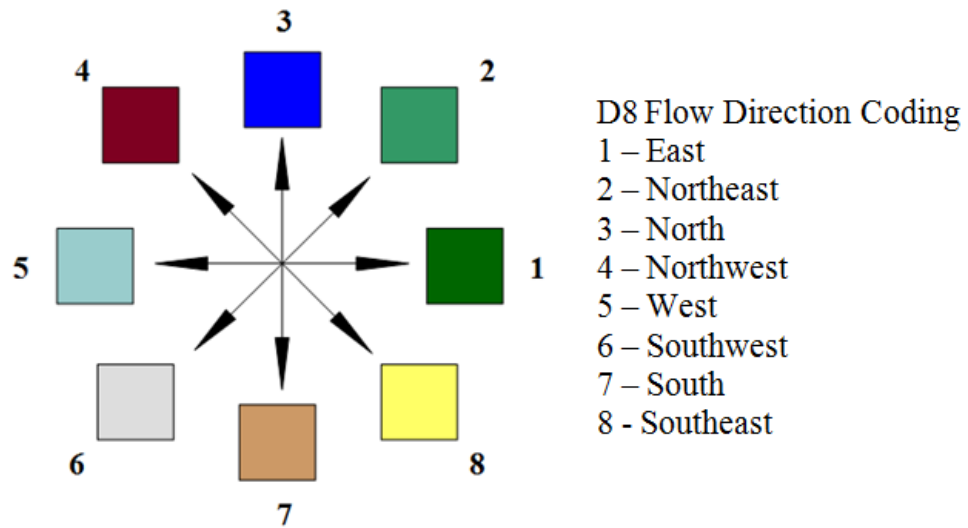 3
4
2
5
1
6
8
7
D8 Flow Direction Coding
1 – East
2 – Northeast
3 – North
4 – Northwest
5 – West
6 – Southwest
7 – South
8 - Southeast